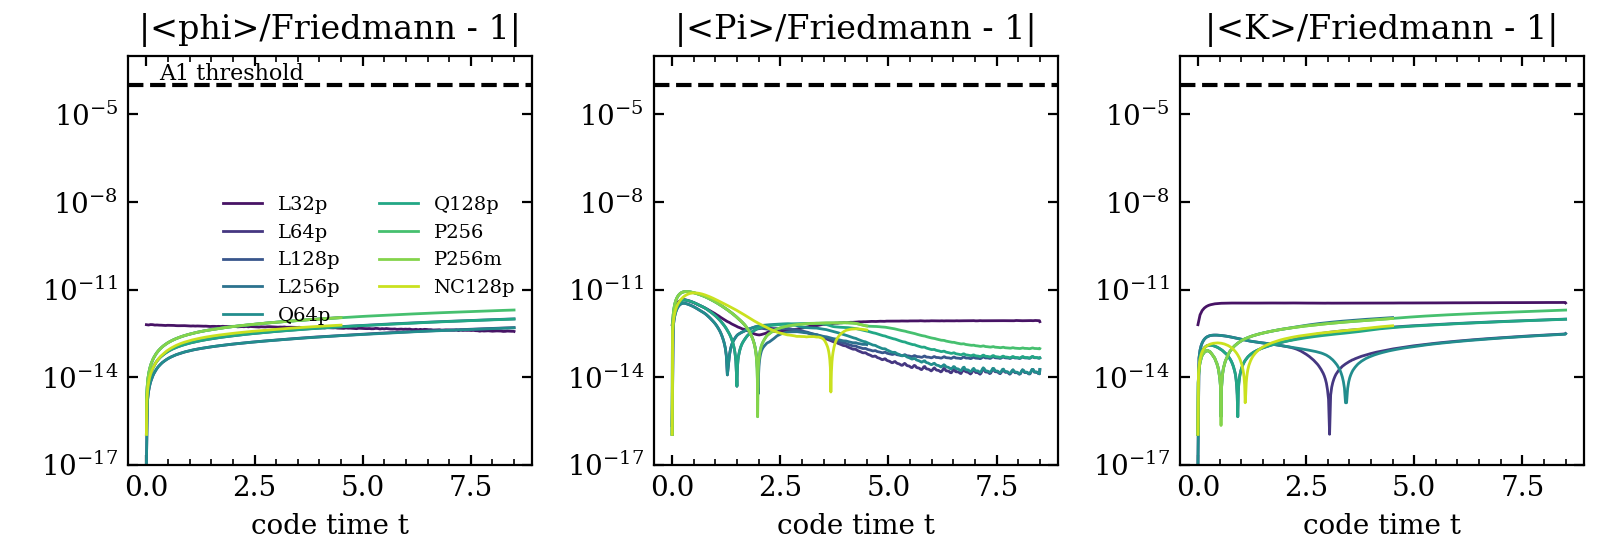 |<phi>/Friedmann - 1|
|<Pi>/Friedmann - 1|
|<K>/Friedmann - 1|
A1 threshold
10⁻⁵
10⁻⁸
10⁻¹¹
10⁻¹⁴
10⁻¹⁷
L32p
L64p
L128p
L256p
Q64p
Q128p
P256
P256m
NC128p
0.0 2.5 5.0 7.5
code time t
10⁻⁵
10⁻⁸
10⁻¹¹
10⁻¹⁴
10⁻¹⁷
0.0 2.5 5.0 7.5
code time t
10⁻⁵
10⁻⁸
10⁻¹¹
10⁻¹⁴
10⁻¹⁷
0.0 2.5 5.0 7.5
code time t